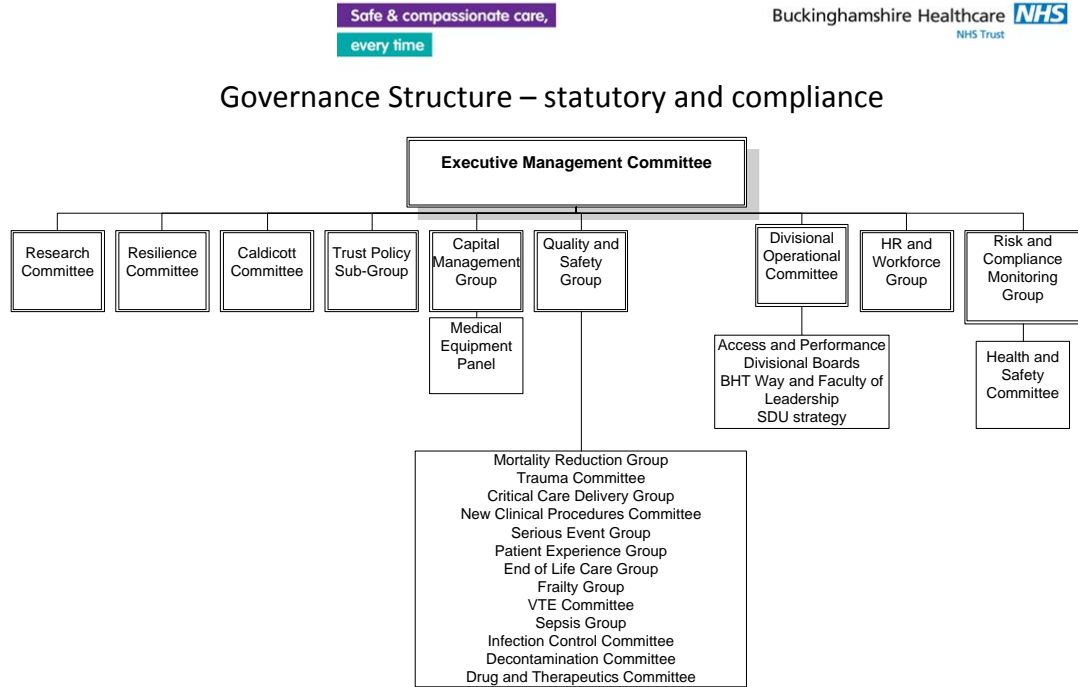 Safe & compassionate care,
every time
Buckinghamshire Healthcare NHS
NHS Trust
Governance Structure – statutory and compliance
Executive Management Committee
Research
Committee
Resilience
Committee
Caldicott
Committee
Trust Policy
Sub-Group
Capital
Management
Group
Quality and
Safety
Group
Divisional
Operational
Committee
HR and
Workforce
Group
Risk and
Compliance
Monitoring
Group
Medical
Equipment
Panel
Access and Performance
Divisional Boards
BHT Way and Faculty of
Leadership
SDU strategy
Health and
Safety
Committee
Mortality Reduction Group
Trauma Committee
Critical Care Delivery Group
New Clinical Procedures Committee
Serious Event Group
Patient Experience Group
End of Life Care Group
Frailty Group
VTE Committee
Sepsis Group
Infection Control Committee
Decontamination Committee
Drug and Therapeutics Committee